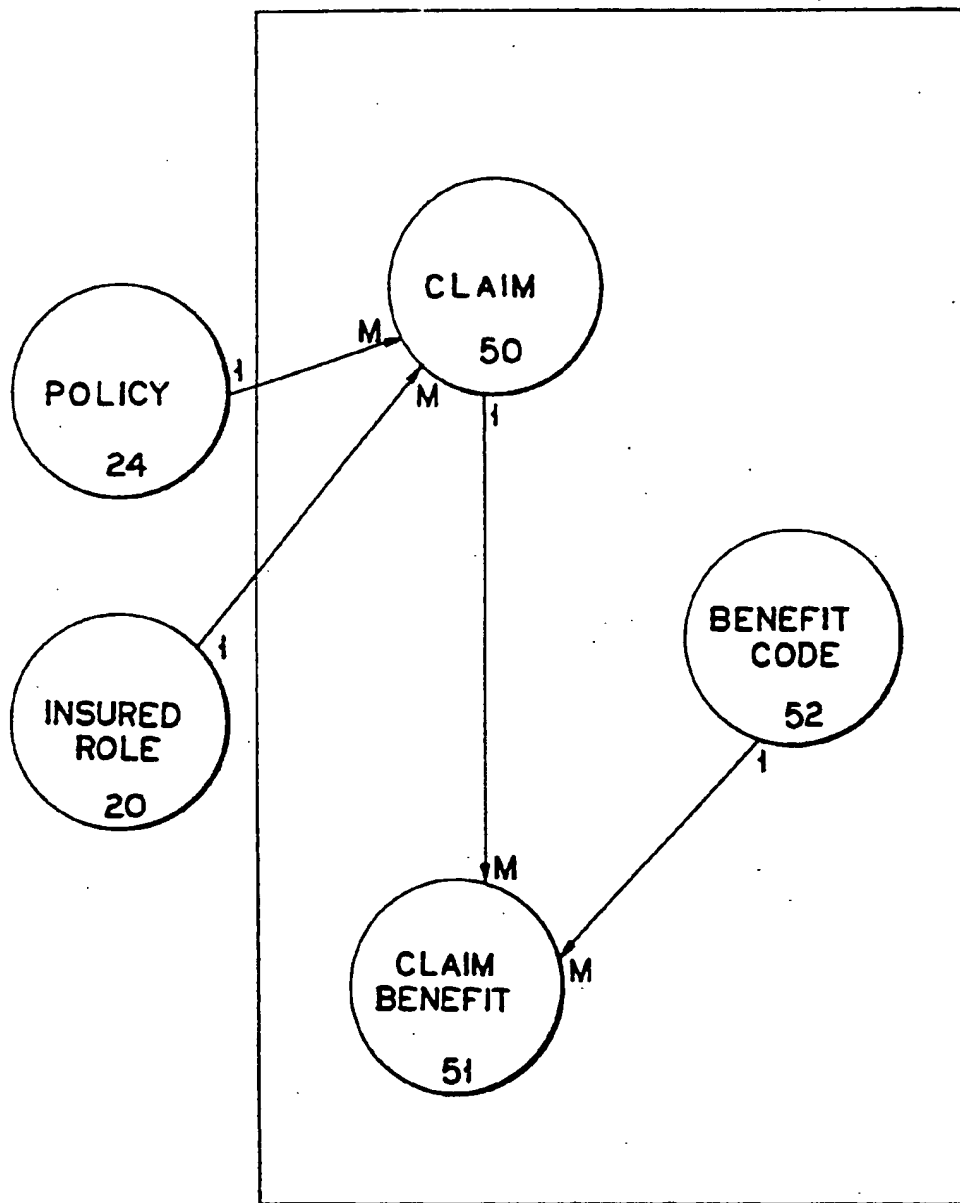 CLAIM
50
M
M
1
POLICY
24
1
INSURED
ROLE
20
1
BENEFIT
CODE
52
1
M
M
CLAIM
BENEFIT
51